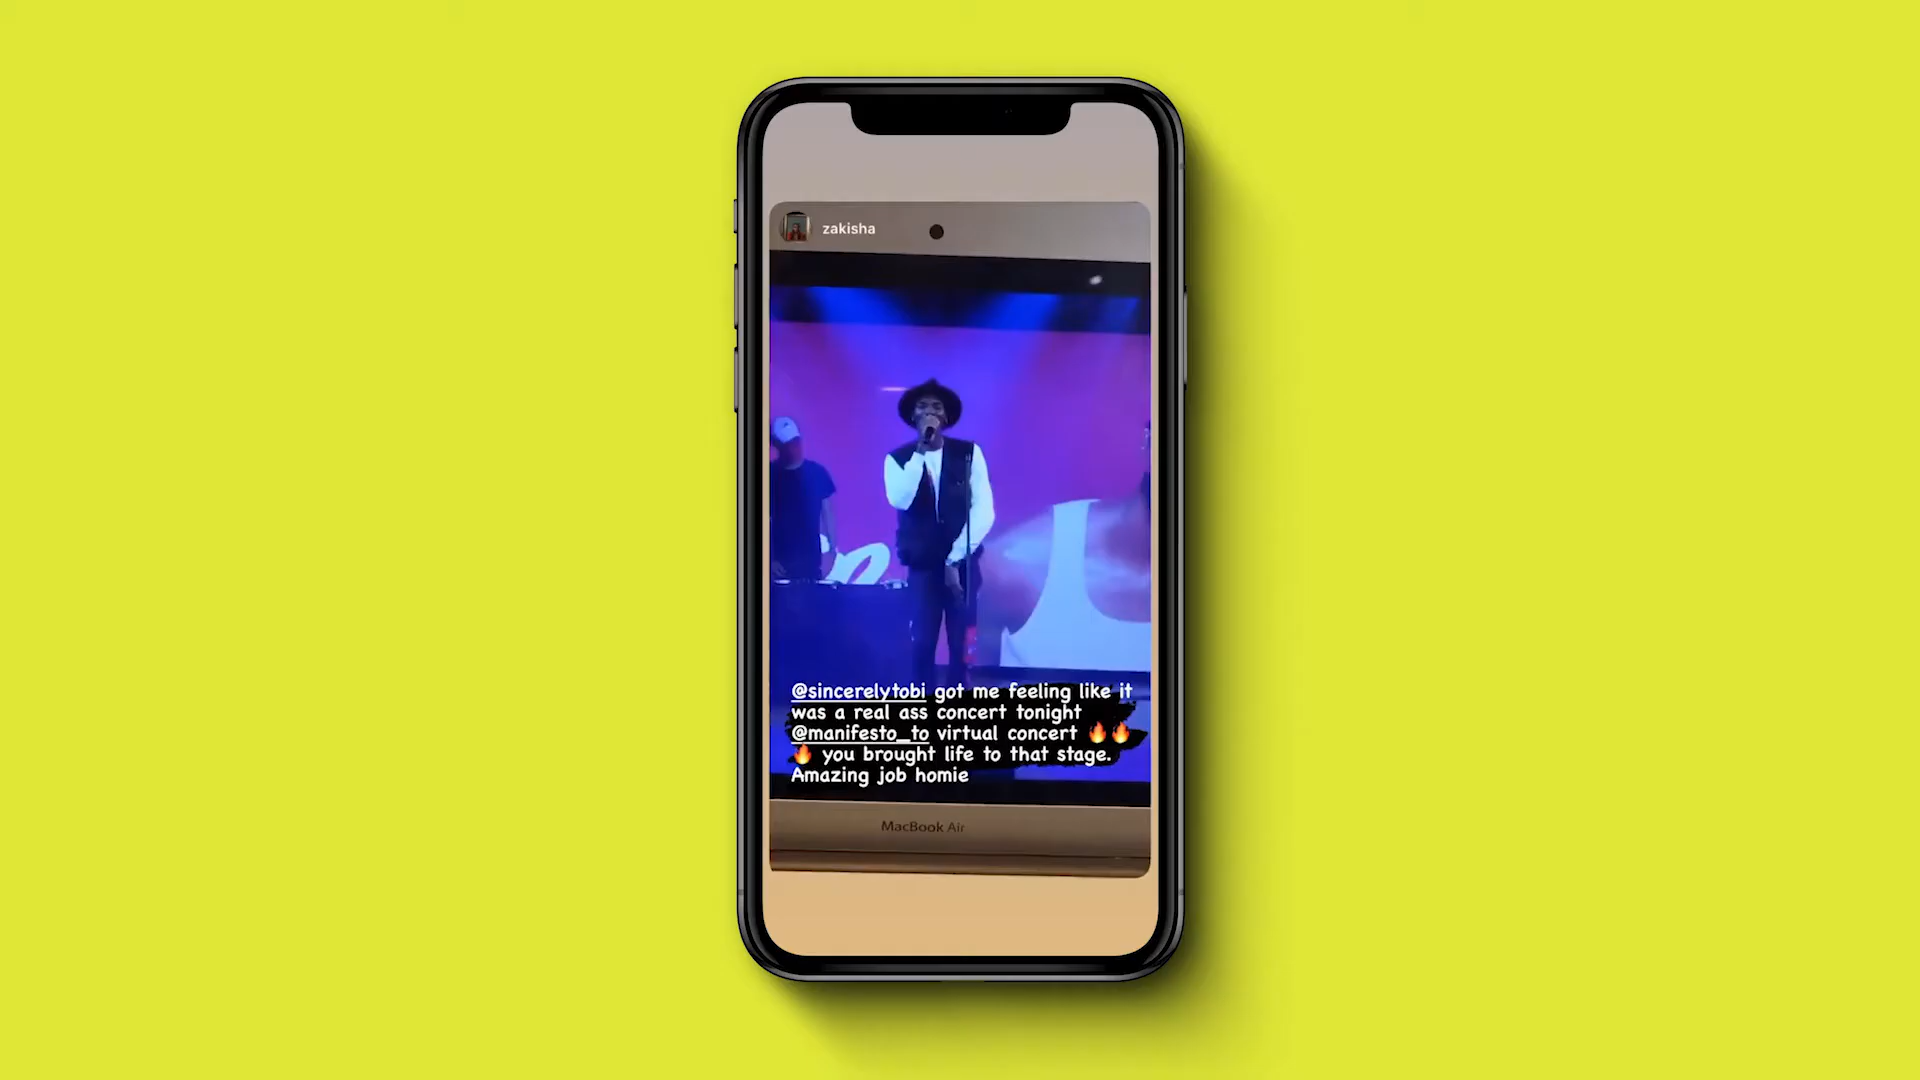 zakisha
@sincerelytobi got me feeling like it
was a real ass concert tonight
@manifesto_to virtual concert 🔥🔥
🔥 you brought life to that stage.
Amazing job homie
MacBook Air